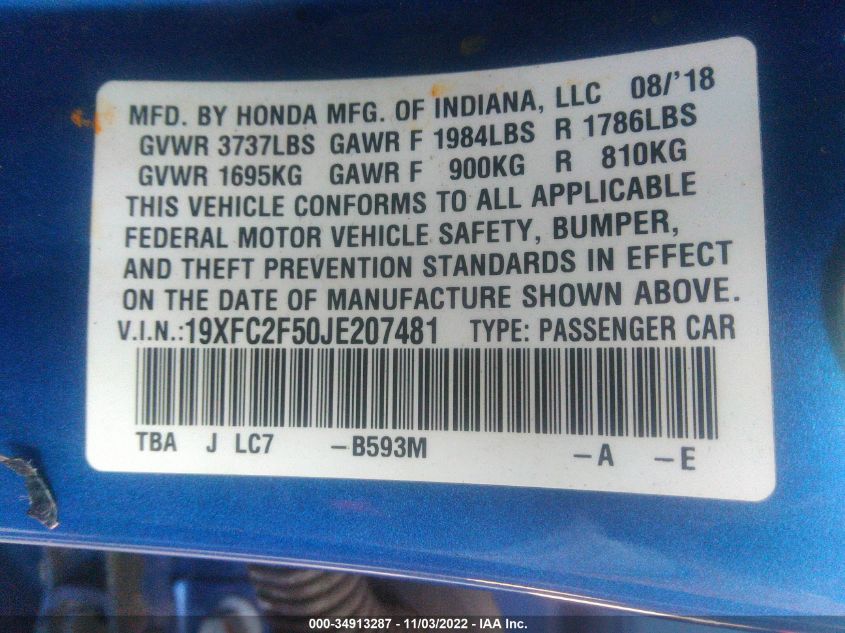 MFD. BY HONDA MFG. OF INDIANA, LLC 08/'18
GVWR 3737LBS GAWR F 1984LBS R 1786LBS
GVWR 1695KG GAWR F 900KG R 810KG
THIS VEHICLE CONFORMS TO ALL APPLICABLE
FEDERAL MOTOR VEHICLE SAFETY, BUMPER,
AND THEFT PREVENTION STANDARDS IN EFFECT
ON THE DATE OF MANUFACTURE SHOWN ABOVE.
V.I.N.:19XFC2F50JE207481 TYPE: PASSENGER CAR
TBA J LC7 –B593M –A –E
000-34913287 - 11/03/2022 - IAA Inc.